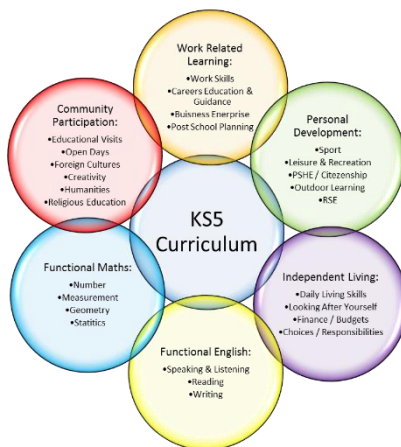 Work Related
Learning:
•Work Skills
•Careers Education &
Guidance
•Buisness Enerprise
•Post School Planning
Community
Participation:
•Educational Visits
•Open Days
•Foreign Cultures
•Creativity
•Humanities
•Religious Education
Personal
Development:
•Sport
•Leisure & Recreation
•PSHE / Citezenship
•Outdoor Learning
•RSE
KS5
Curriculum
Functional Maths:
•Number
•Measurement
•Geometry
•Statitics
Independent Living:
•Daily Living Skills
•Looking After Yourself
•Finance / Budgets
•Choices / Responsibilities
Functional English:
•Speaking & Listening
•Reading
•Writing